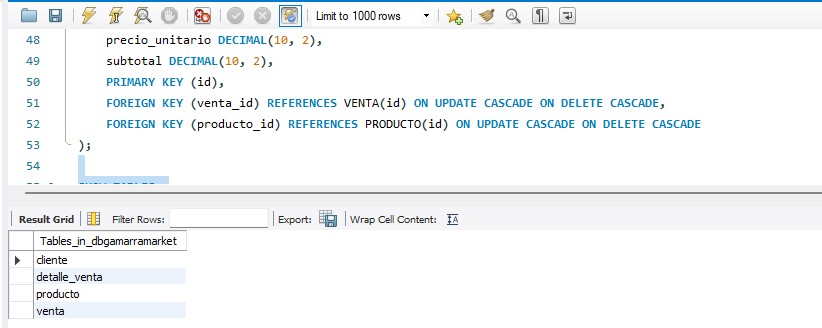 Limit to 1000 rows
48 precio_unitario DECIMAL(10, 2),
49 subtotal DECIMAL(10, 2),
50 PRIMARY KEY (id),
51 FOREIGN KEY (venta_id) REFERENCES VENTA(id) ON UPDATE CASCADE ON DELETE CASCADE,
52 FOREIGN KEY (producto_id) REFERENCES PRODUCTO(id) ON UPDATE CASCADE ON DELETE CASCADE
53 );
54
Result Grid Filter Rows: Export: Wrap Cell Content: IA
Tables_in_dbgamarramarket
cliente
detalle_venta
producto
venta